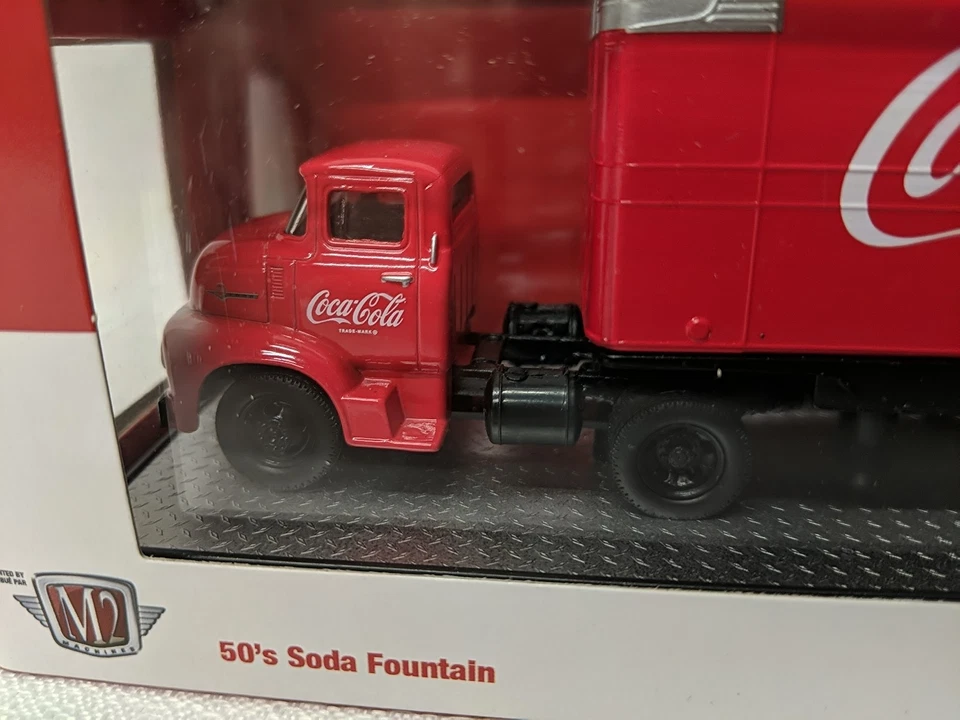 Coca-Cola
TRADE-MARK ®
M2
MACHINES
50's Soda Fountain